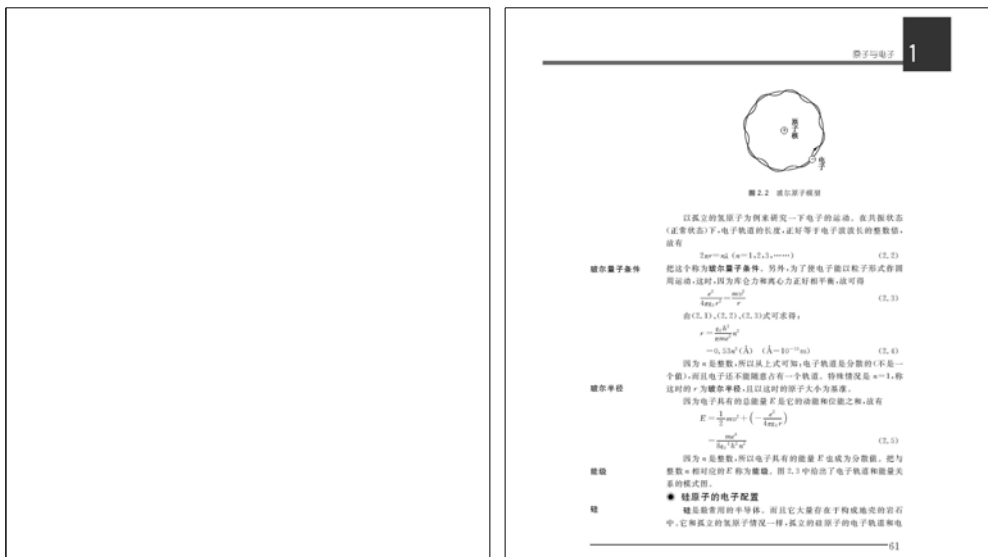 原子与电子 1
原子核
电子
图 2.2 玻尔原子模型
以孤立的氢原子为例来研究一下电子的运动。在共振状态
(正常状态)下,电子轨道的长度,正好等于电子波波长的整数倍,
故有
2πr=nλ (n=1,2,3,……) (2.2)
玻尔量子条件 把这个称为玻尔量子条件。另外,为了使电子能以粒子形式作圆
周运动,这时,因为库仑力和离心力正好相平衡,故可得
e²/4πε₀r²=mv²/r (2.3)
由(2.1)、(2.2)、(2.3)式可求得:
r=ε₀h²/πme² n²
=0.53n²(Å) (Å=10⁻¹⁰m) (2.4)
因为 n 是整数,所以从上式可知:电子轨道是分散的(不是一
个值),而且电子还不能随意占有一个轨道。特殊情况是 n=1,称
玻尔半径 这时的 r 为玻尔半径,且以这时的原子大小为基准。
因为电子具有的总能量 E 是它的动能和位能之和,故有
E=1/2 mv²+(-e²/4πε₀r)
=-me⁴/8ε₀²h²n² (2.5)
因为 n 是整数,所以电子具有的能量 E 也成为分散值。把与
能级 整数 n 相对应的 E 称为能级。图 2.3 中给出了电子轨道和能量关
系的模式图。
● 硅原子的电子配置
硅 硅是最常用的半导体。而且它大量存在于构成地壳的岩石
中。它和孤立的氢原子情况一样,孤立的硅原子的电子轨道和电
61